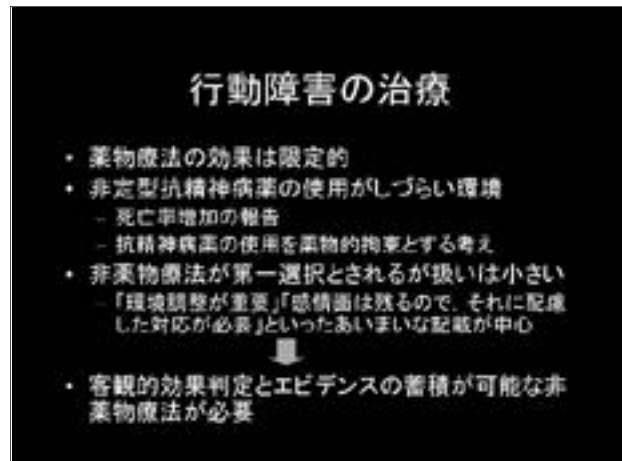 行動障害の治療
• 薬物療法の効果は限定的
• 非定型抗精神病薬の使用がしづらい環境
– 死亡率増加の報告
– 抗精神病薬の使用を薬物的拘束とする考え
• 非薬物療法が第一選択とされるが扱いは小さい
– 「環境調整が重要」「感情面は残るので、それに配慮
した対応が必要」といったあいまいな記載が中心
• 客観的効果判定とエビデンスの蓄積が可能な非
薬物療法が必要